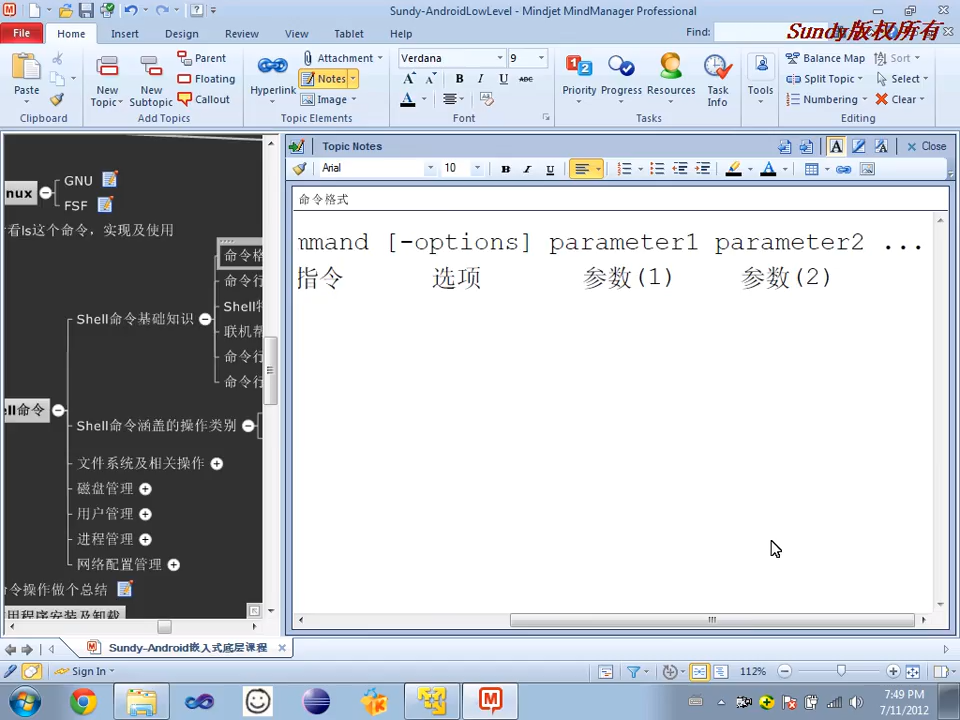 Sundy-AndroidLowLevel - Mindjet MindManager Professional
Sundy版权所有
File
Home
Insert
Design
Review
View
Tablet
Help
Find:
Paste
New Topic
New Subtopic
Parent
Floating
Callout
Hyperlink
Attachment
Notes
Image
Verdana
9
Priority
Progress
Resources
Task Info
Tools
Balance Map
Split Topic
Numbering
Sort
Select
Clear
Clipboard
Add Topics
Topic Elements
Font
Tasks
Editing
Topic Notes
Close
Arial
10
命令格式
mmand [-options] parameter1 parameter2 ...
指令 选项 参数(1) 参数(2)
nux
GNU
FSF
看ls这个命令，实现及使用
命令格
命令行
Shell特
联机帮
命令行
命令行
Shell命令基础知识
ell命令
Shell命令涵盖的操作类别
文件系统及相关操作
磁盘管理
用户管理
进程管理
网络配置管理
令操作做个总结
用程序安装及卸载
Sundy-Android嵌入式底层课程
Sign In
112%
7:49 PM
7/11/2012